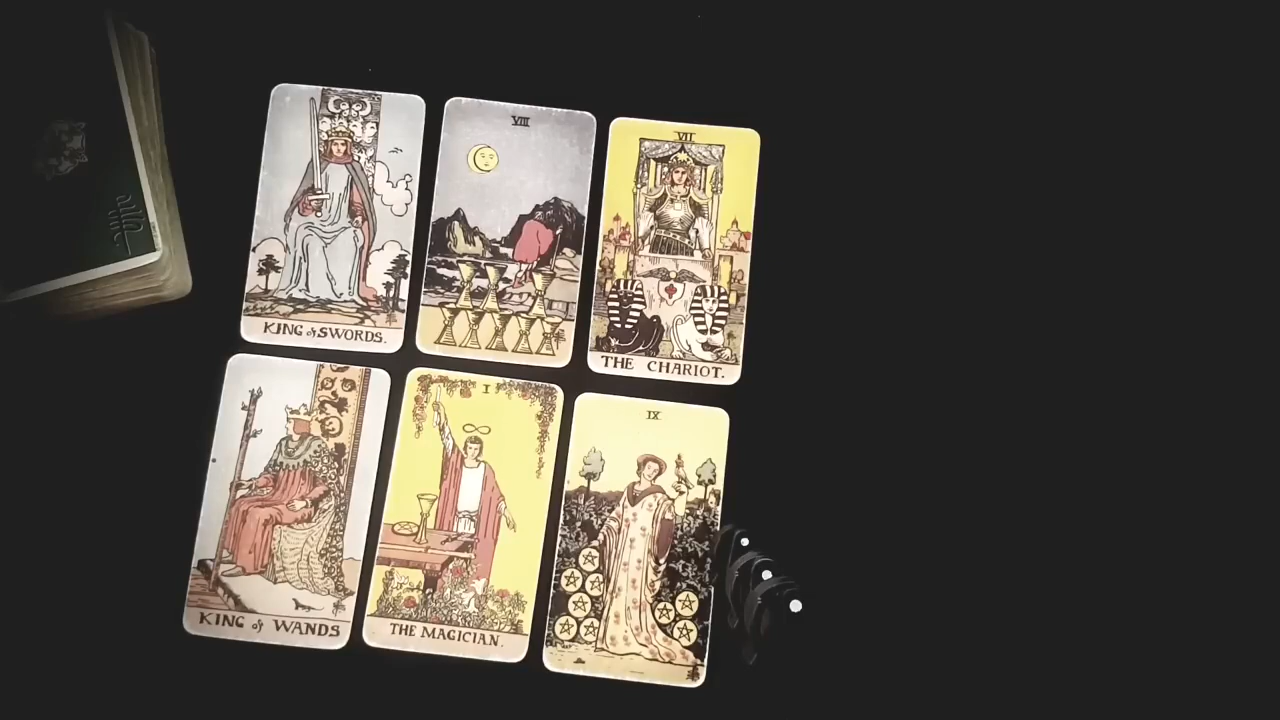 KING of SWORDS.
VIII
VII
THE CHARIOT.
KING of WANDS
I
THE MAGICIAN.
IX